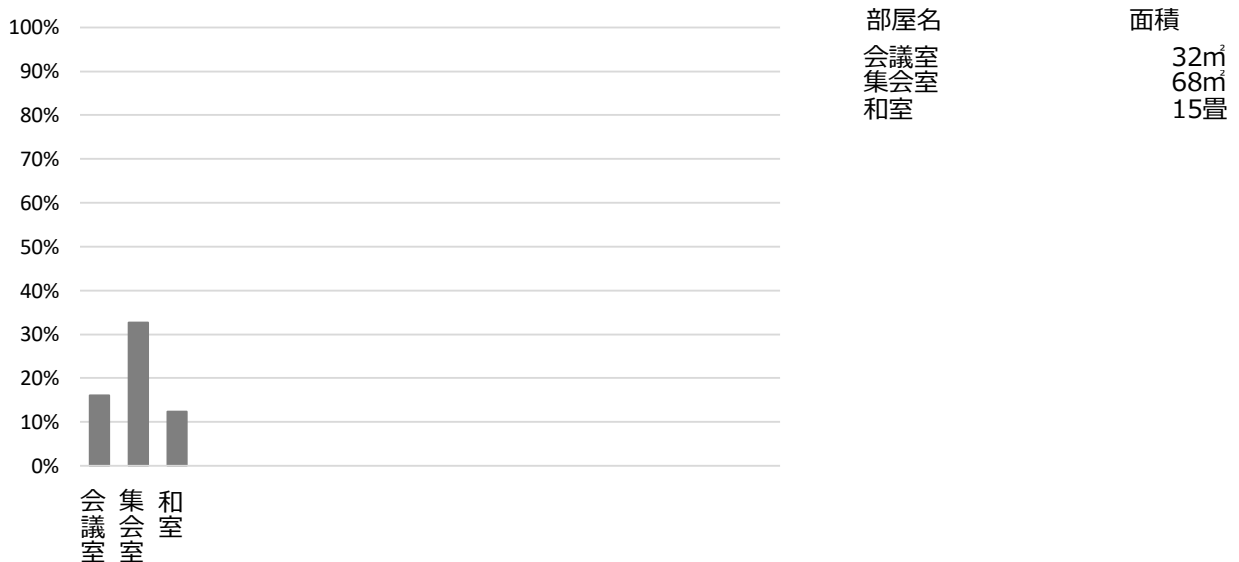 100%
90%
80%
70%
60%
50%
40%
30%
20%
10%
0%
会議室
集会室
和室
部屋名 面積
会議室 32㎡
集会室 68㎡
和室 15畳